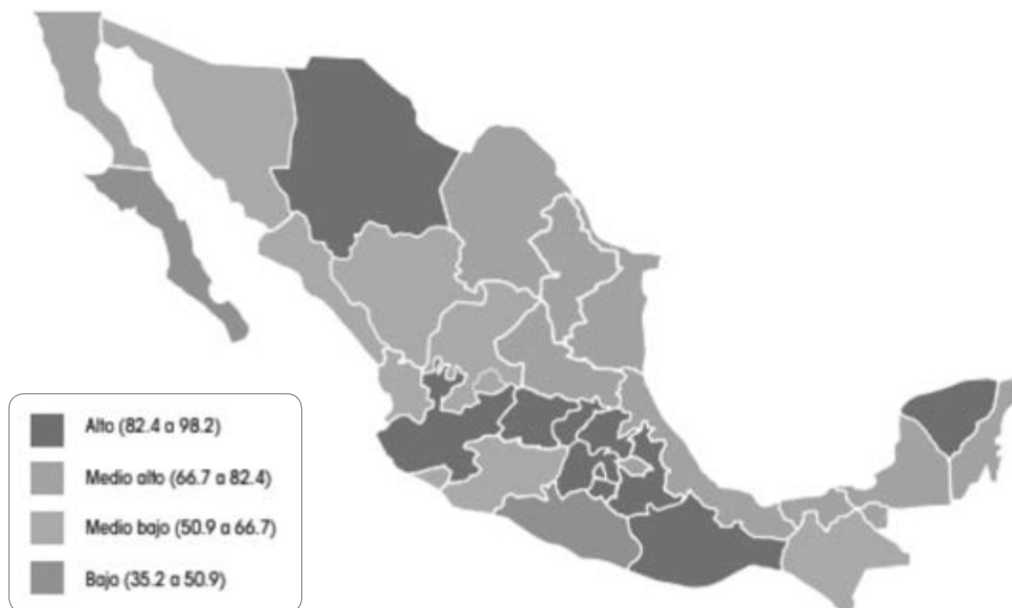 Alto (82.4 a 98.2)
Medio alto (66.7 a 82.4)
Medio bajo (50.9 a 66.7)
Bajo (35.2 a 50.9)